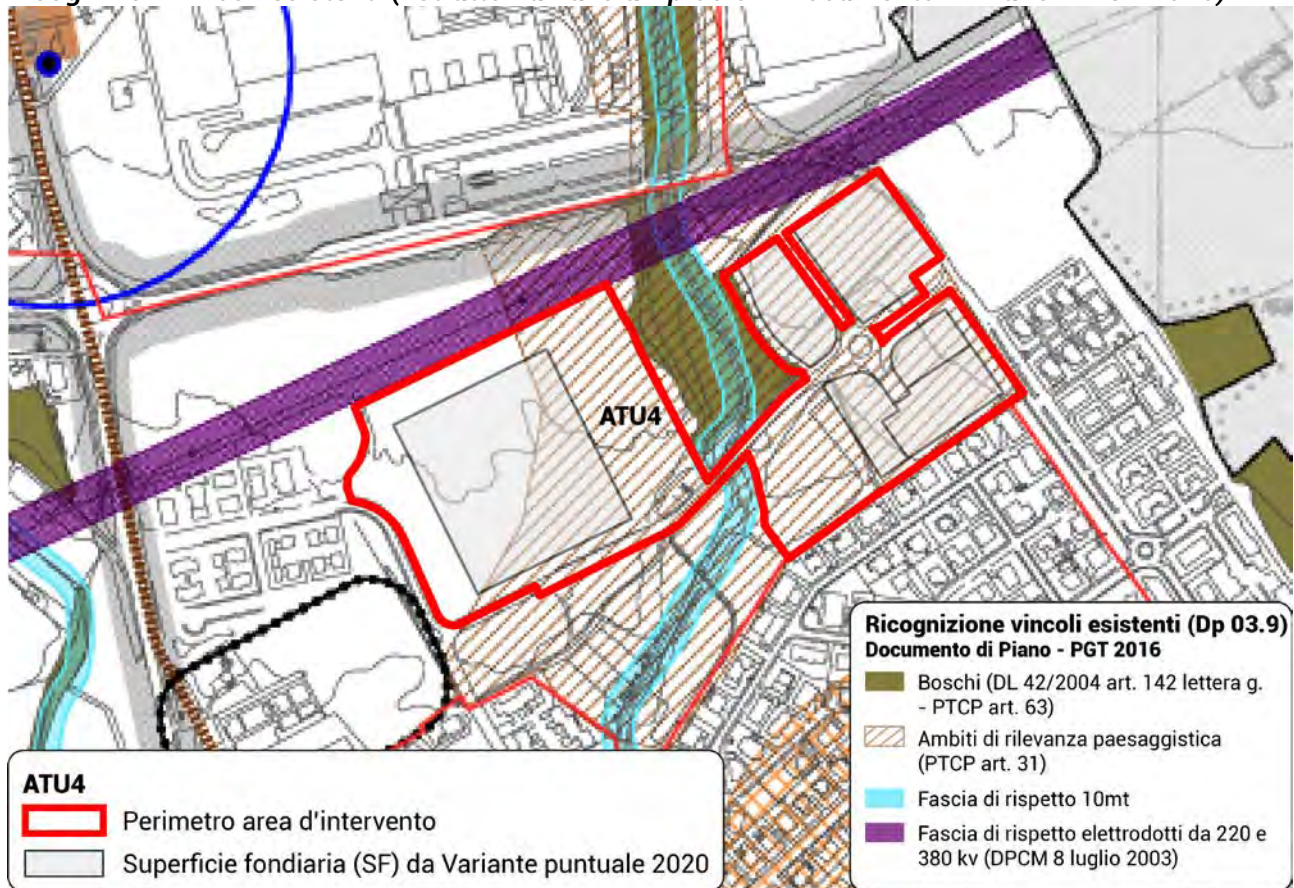 ATU4
Ricognizione vincoli esistenti (Dp 03.9)
Documento di Piano - PGT 2016
Boschi (DL 42/2004 art. 142 lettera g.
- PTCP art. 63)
Ambiti di rilevanza paesaggistica
(PTCP art. 31)
Fascia di rispetto 10mt
Fascia di rispetto elettrodotti da 220 e
380 kv (DPCM 8 luglio 2003)
ATU4
Perimetro area d'intervento
Superficie fondiaria (SF) da Variante puntuale 2020